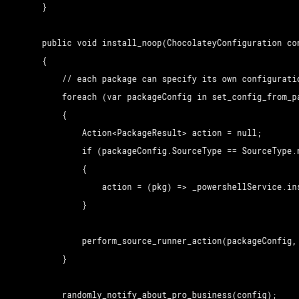 }
public void install_noop(ChocolateyConfiguration con
{
// each package can specify its own configuratio
foreach (var packageConfig in set_config_from_pa
{
Action<PackageResult> action = null;
if (packageConfig.SourceType == SourceType.n
{
action = (pkg) => _powershellService.ins
}
perform_source_runner_action(packageConfig,
}
randomly_notify_about_pro_business(config);